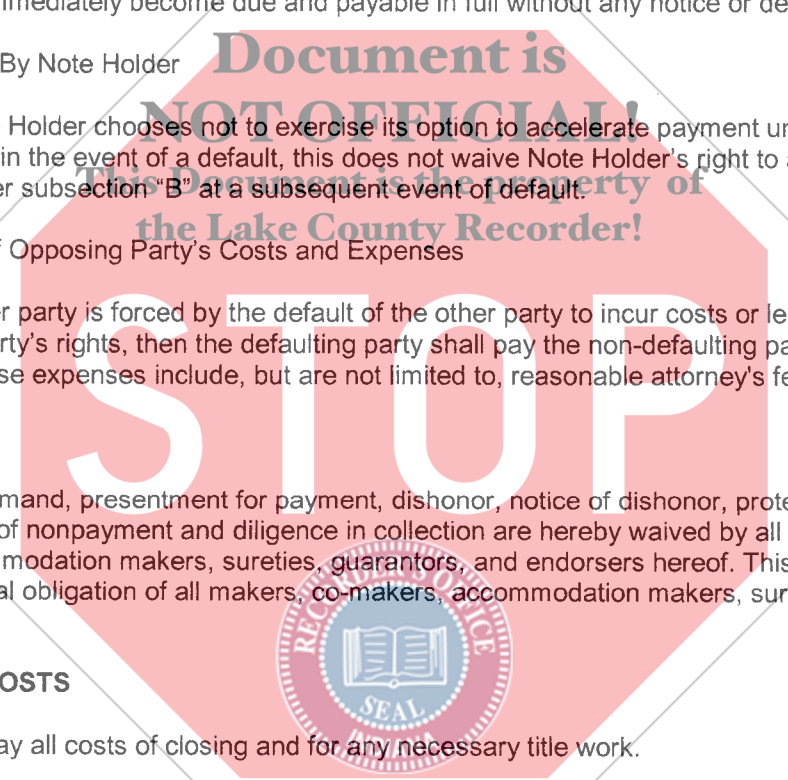 mmediately become due and payable in full without any notice or de
Document is
By Note Holder
NOT OFFICIAL!
Holder chooses not to exercise its option to accelerate payment un
in the event of a default, this does not waive Note Holder's right to a
This Document is the property of
er subsection “B” at a subsequent event of default.
the Lake County Recorder!
f Opposing Party's Costs and Expenses
er party is forced by the default of the other party to incur costs or le
rty's rights, then the defaulting party shall pay the non-defaulting pa
se expenses include, but are not limited to, reasonable attorney's fe
STOP
mand, presentment for payment, dishonor, notice of dishonor, prote
of nonpayment and diligence in collection are hereby waived by all
modation makers, sureties, guarantors, and endorsers hereof. This
al obligation of all makers, co-makers, accommodation makers, sur
RECORDER'S OFFICE
SEAL
INDIANA
OSTS
ay all costs of closing and for any necessary title work.